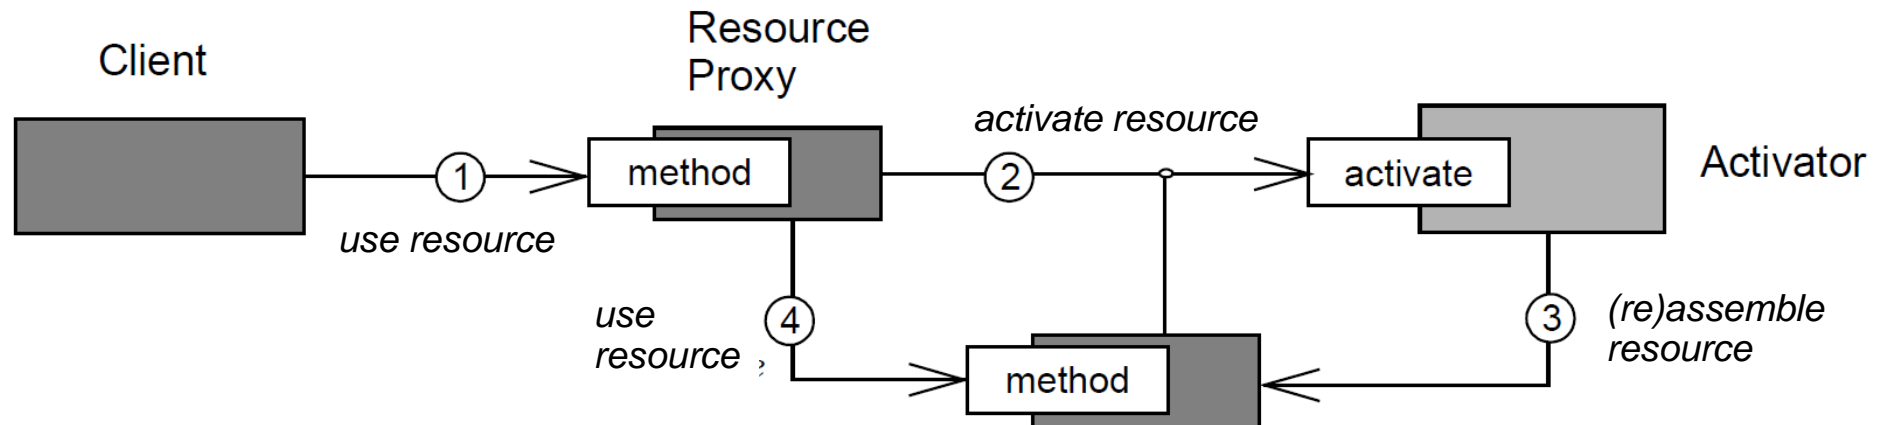 Client
Resource
Proxy
activate resource
method
1
2
activate
Activator
use resource
use
resource
4
3
(re)assemble
resource
method